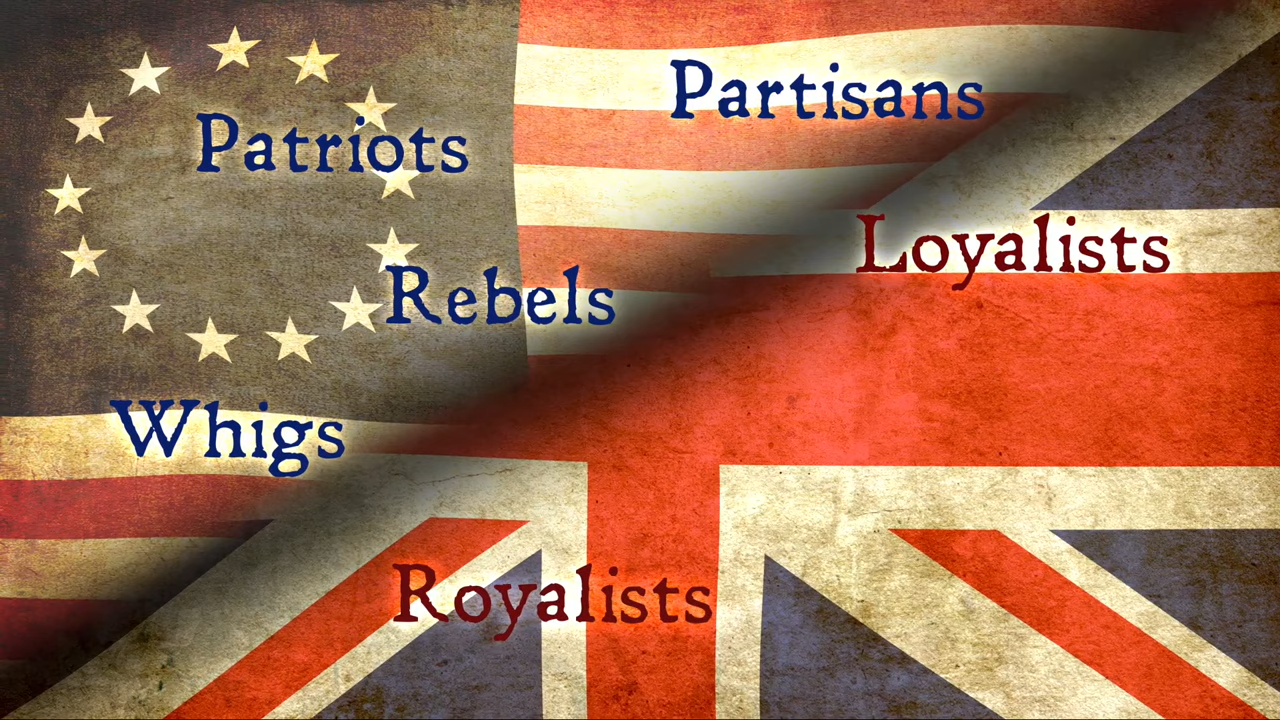 Partisans
Patriots
Loyalists
Rebels
Whigs
Royalists